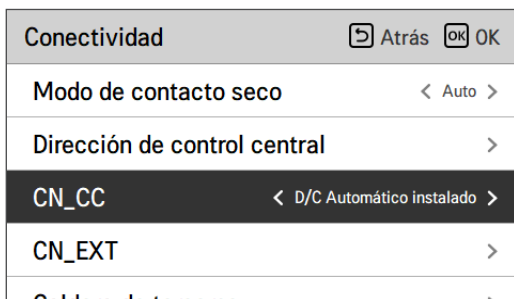 Conectividad Atrás OK OK
Modo de contacto seco < Auto >
Dirección de control central >
CN_CC < D/C Automático instalado >
CN_EXT >